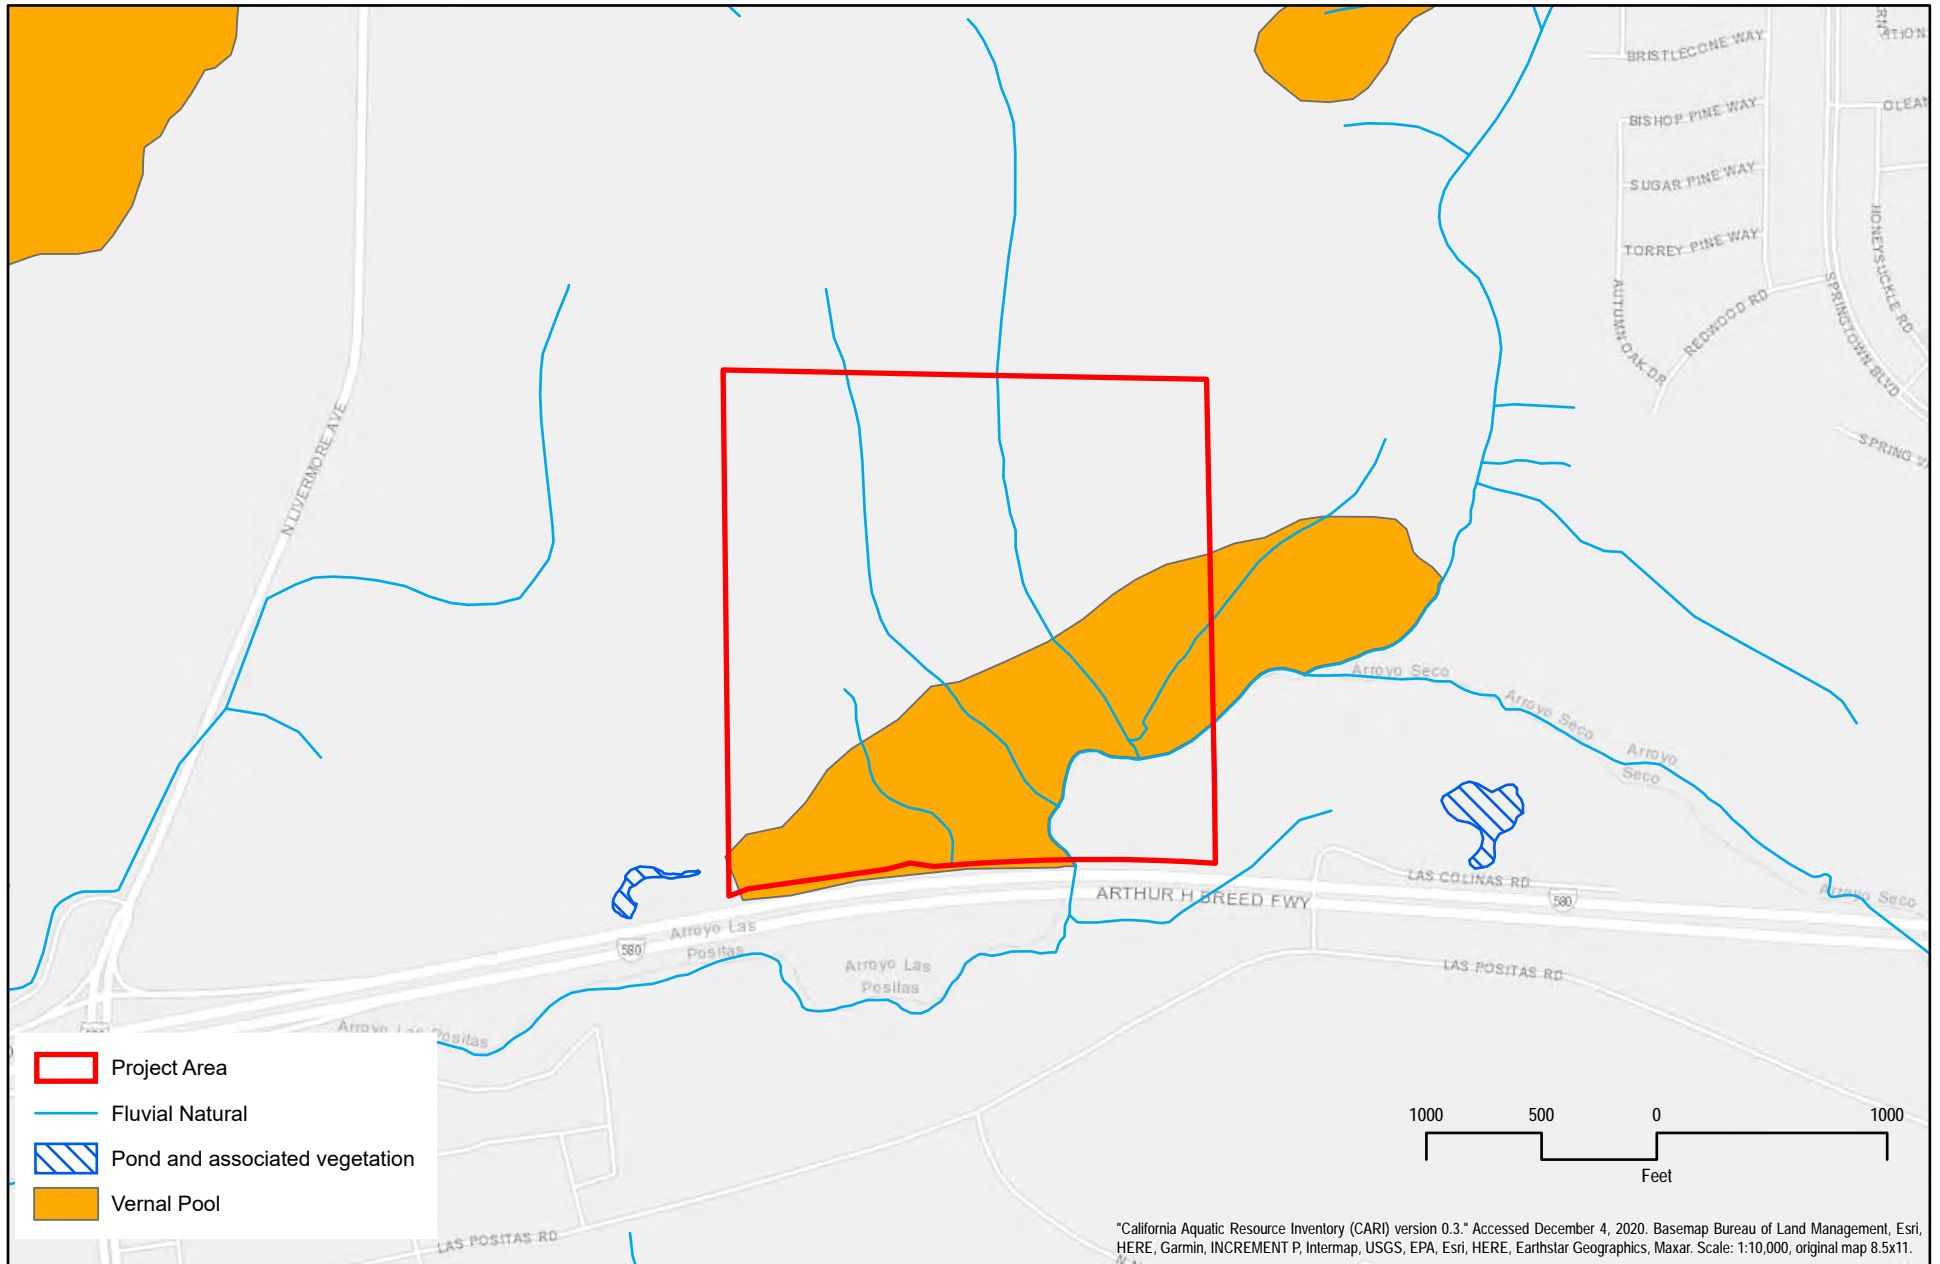 BRISTLECONE WAY
BISHOP PINE WAY
SUGAR PINE WAY
TORREY PINE WAY
AUTUMN OAK DR
REDWOOD RD
SPRINGTOWN BLVD
HONEYSUCKLE RD
SPRING
N LIVERMORE AVE
Arroyo Seco
Arroyo Seco
Arroyo
Seco
Arroyo Seco
LAS COLINAS RD
580
ARTHUR H BREED FWY
580
Arroyo Las
Positas
Arroyo Las
Positas
Arroyo Las Positas
LAS POSITAS RD
LAS POSITAS RD
Project Area
Fluvial Natural
Pond and associated vegetation
Vernal Pool
1000 500 0 1000
Feet
"California Aquatic Resource Inventory (CARI) version 0.3." Accessed December 4, 2020. Basemap Bureau of Land Management, Esri,
HERE, Garmin, INCREMENT P, Intermap, USGS, EPA, Esri, HERE, Earthstar Geographics, Maxar. Scale: 1:10,000, original map 8.5x11.